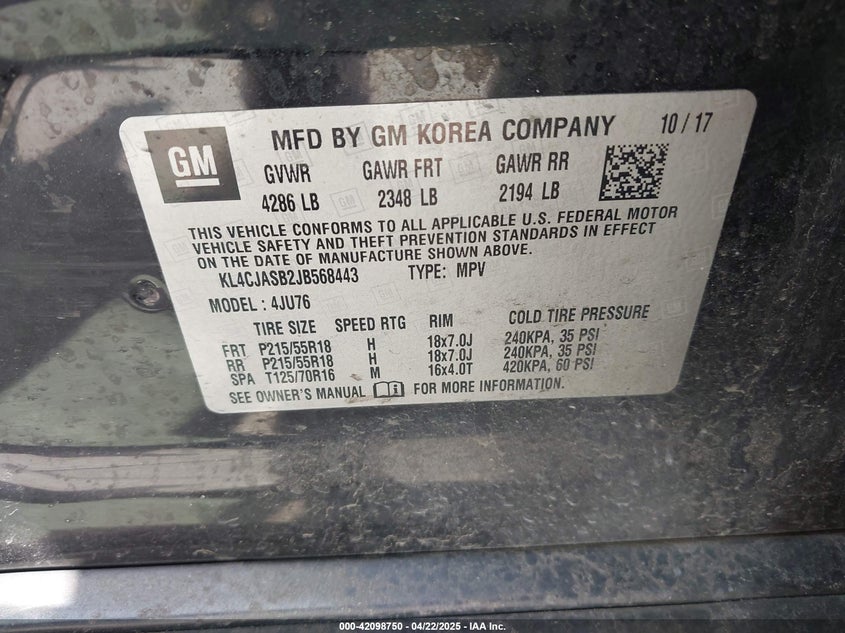 GM
MFD BY GM KOREA COMPANY 10 / 17
GVWR GAWR FRT GAWR RR
4286 LB 2348 LB 2194 LB
THIS VEHICLE CONFORMS TO ALL APPLICABLE U.S. FEDERAL MOTOR
VEHICLE SAFETY AND THEFT PREVENTION STANDARDS IN EFFECT
ON THE DATE OF MANUFACTURE SHOWN ABOVE.
KL4CJASB2JB568443 TYPE: MPV
MODEL : 4JU76
TIRE SIZE SPEED RTG RIM COLD TIRE PRESSURE
FRT P215/55R18 H 18x7.0J 240KPA, 35 PSI
RR P215/55R18 H 18x7.0J 240KPA, 35 PSI
SPA T125/70R16 M 16x4.0T 420KPA, 60 PSI
SEE OWNER'S MANUAL FOR MORE INFORMATION.
000-42098750 - 04/22/2025 - IAA Inc.